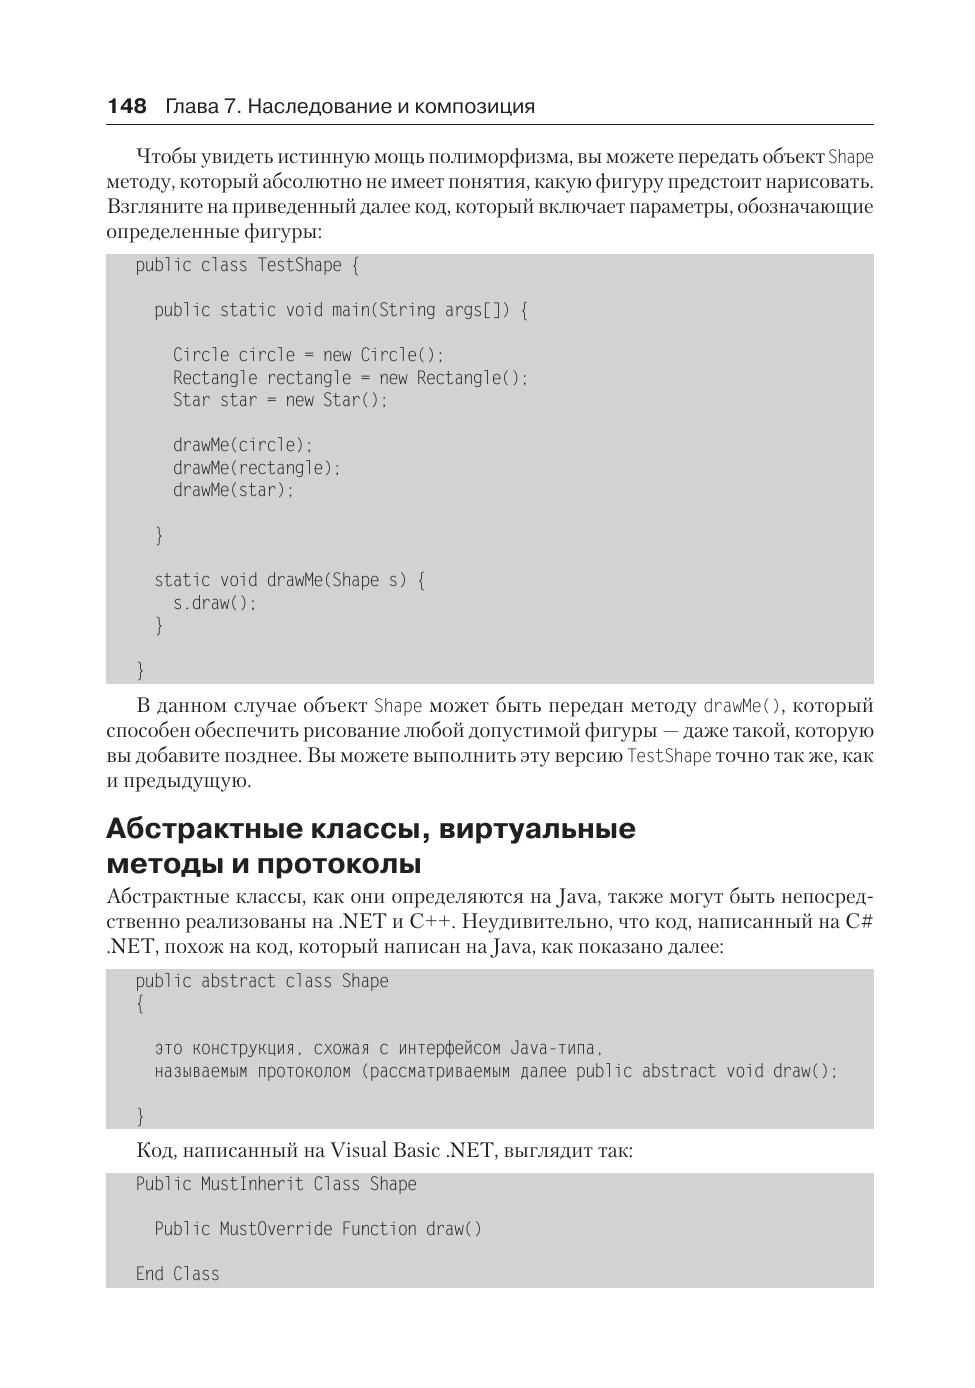 148 Глава 7. Наследование и композиция
Чтобы увидеть истинную мощь полиморфизма, вы можете передать объект Shape
методу, который абсолютно не имеет понятия, какую фигуру предстоит нарисовать.
Взгляните на приведенный далее код, который включает параметры, обозначающие
определенные фигуры:
public class TestShape {
public static void main(String args[]) {
Circle circle = new Circle();
Rectangle rectangle = new Rectangle();
Star star = new Star();
drawMe(circle);
drawMe(rectangle);
drawMe(star);
}
static void drawMe(Shape s) {
s.draw();
}
}
В данном случае объект Shape может быть передан методу drawMe(), который
способен обеспечить рисование любой допустимой фигуры — даже такой, которую
вы добавите позднее. Вы можете выполнить эту версию TestShape точно так же, как
и предыдущую.
Абстрактные классы, виртуальные
методы и протоколы
Абстрактные классы, как они определяются на Java, также могут быть непосред-
ственно реализованы на .NET и C++. Неудивительно, что код, написанный на C#
.NET, похож на код, который написан на Java, как показано далее:
public abstract class Shape
{
это конструкция, схожая с интерфейсом Java-типа,
называемым протоколом (рассматриваемым далее public abstract void draw();
}
Код, написанный на Visual Basic .NET, выглядит так:
Public MustInherit Class Shape
Public MustOverride Function draw()
End Class